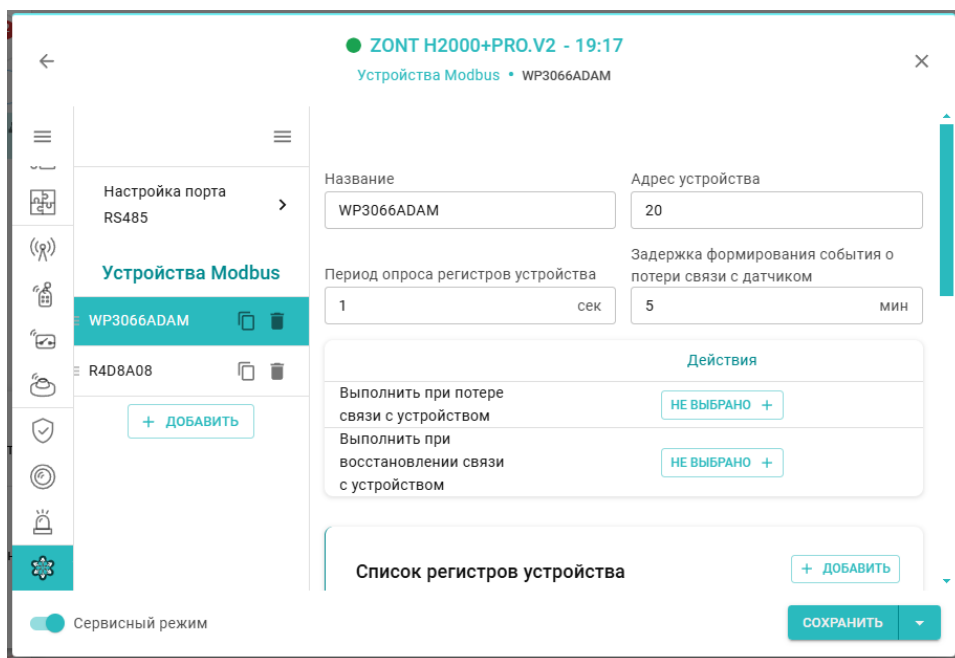 ZONT H2000+PRO.V2 - 19:17
Устройства Modbus • WP3066ADAM
Настройка порта
RS485
Устройства Modbus
WP3066ADAM
R4D8A08
+ ДОБАВИТЬ
Название
Адрес устройства
WP3066ADAM
20
Период опроса регистров устройства
Задержка формирования события о
потери связи с датчиком
1 сек
5 мин
Действия
Выполнить при потере
связи с устройством
НЕ ВЫБРАНО +
Выполнить при
восстановлении связи
с устройством
НЕ ВЫБРАНО +
Список регистров устройства
+ ДОБАВИТЬ
Сервисный режим
СОХРАНИТЬ